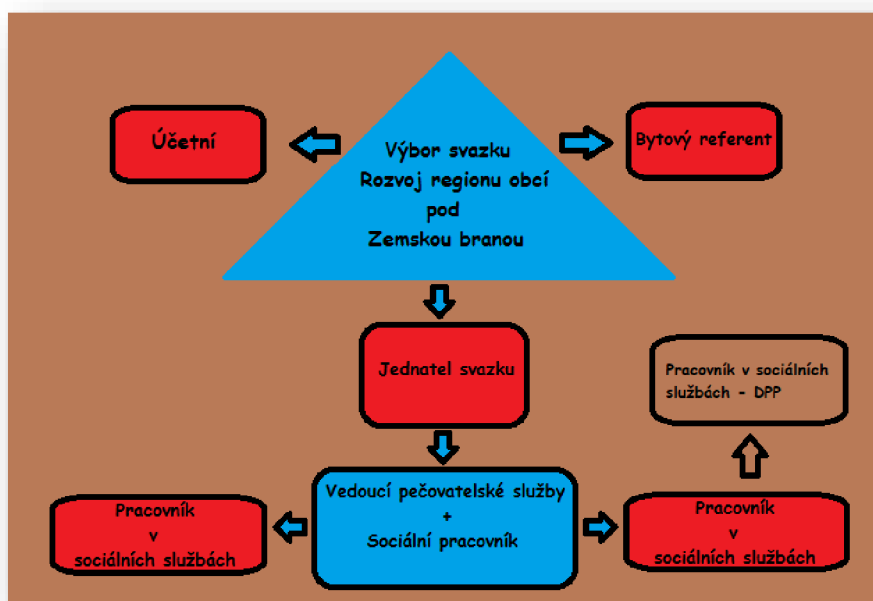 Účetní
Výbor svazku
Rozvoj regionu obcí
pod
Zemskou branou
Bytový referent
Jednatel svazku
Pracovník v sociálních
službách - DPP
Pracovník
v
sociálních službách
Vedoucí pečovatelské služby
+
Sociální pracovník
Pracovník
v
sociálních službách